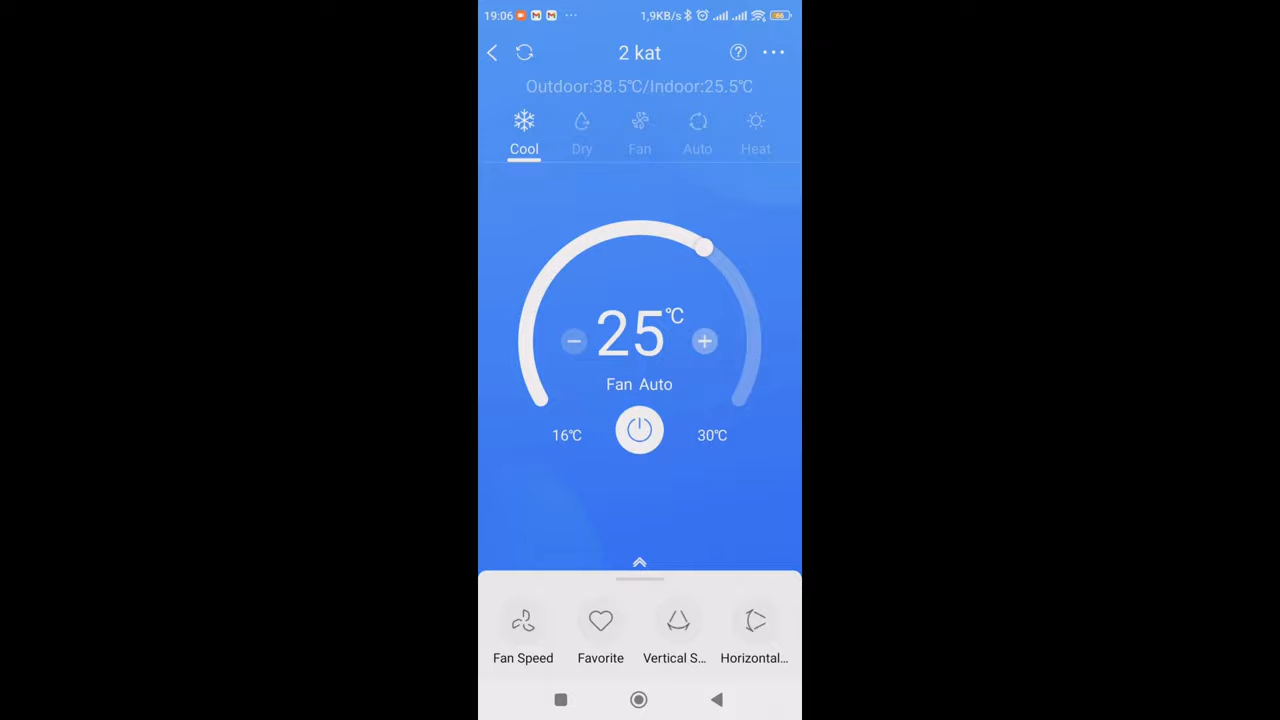 19:06 ... 1,9KB/s 66
2 kat
Outdoor:38.5℃/Indoor:25.5℃
Cool Dry Fan Auto Heat
25℃
Fan Auto
16℃ 30℃
Fan Speed Favorite Vertical S... Horizontal...